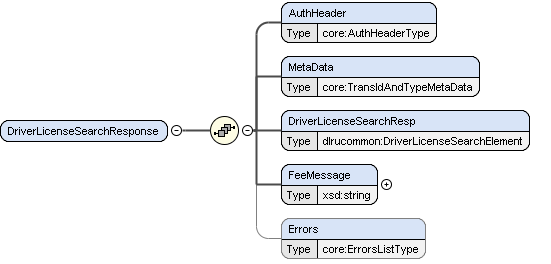 AuthHeader
Type core:AuthHeaderType
MetaData
Type core:TransIdAndTypeMetaData
DriverLicenseSearchResponse
DriverLicenseSearchResp
Type dlrucommon:DriverLicenseSearchElement
FeeMessage
Type xsd:string
Errors
Type core:ErrorsListType